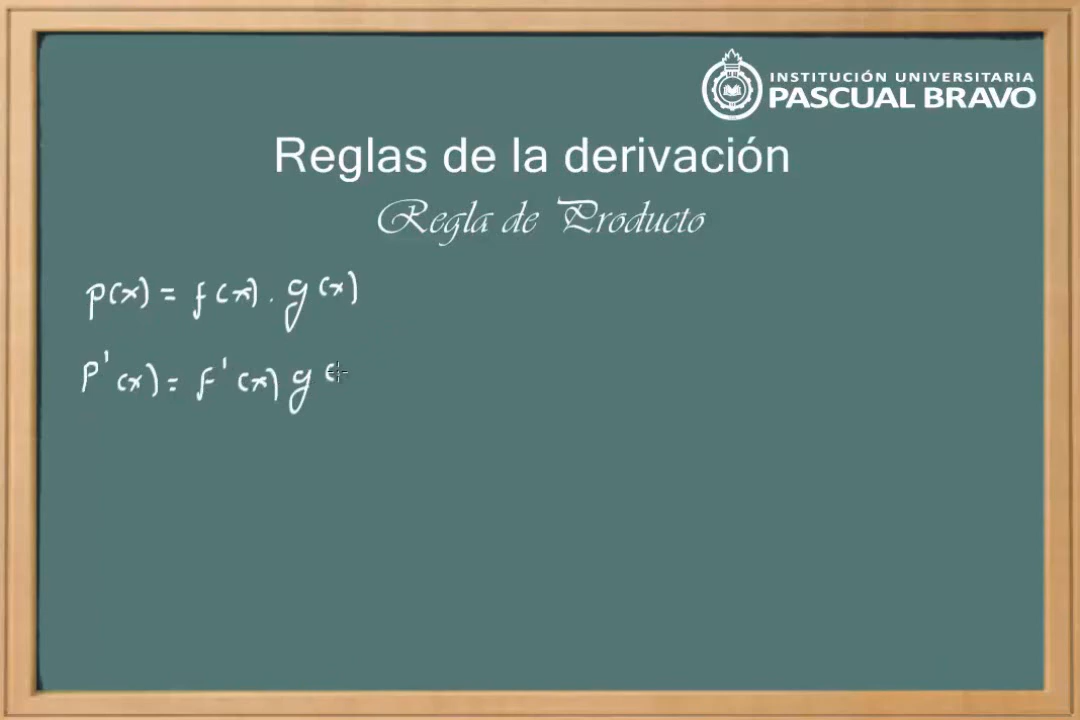 INSTITUCIÓN UNIVERSITARIA
PASCUAL BRAVO
Reglas de la derivación
Regla de Producto
p(x) = f(x) . g(x)
P'(x) = f'(x) g (